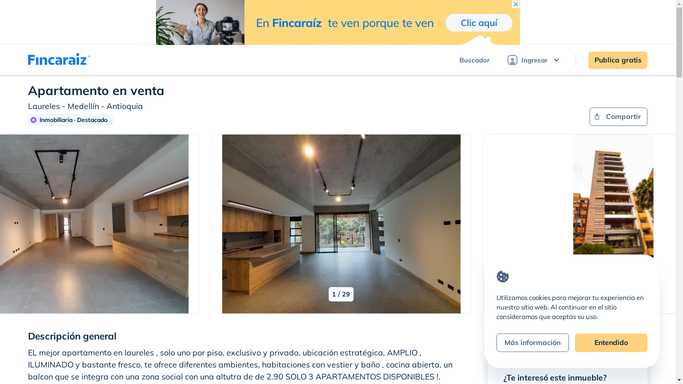 En Fincaraíz te ven porque te ven
Clic aquí
Fincaraiz
Buscador
Ingresar
Publica gratis
Apartamento en venta
Laureles - Medellín - Antioquia
Inmobiliaria · Destacado
Compartir
1 / 29
Utilizamos cookies para mejorar tu experiencia en
nuestro sitio web. Al continuar en el sitio
consideramos que aceptas su uso.
Más información
Entendido
¿Te interesó este inmueble?
Descripción general
EL mejor apartamento en laureles , solo uno por piso, exclusivo y privado. ubicación estratégica, AMPLIO ,
ILUMINADO y bastante fresco, te ofrece diferentes ambientes, habitaciones con vestier y baño , cocina abierta, un
balcon que se integra con una zona social con una altutra de de 2.90 SOLO 3 APARTAMENTOS DISPONIBLES !.